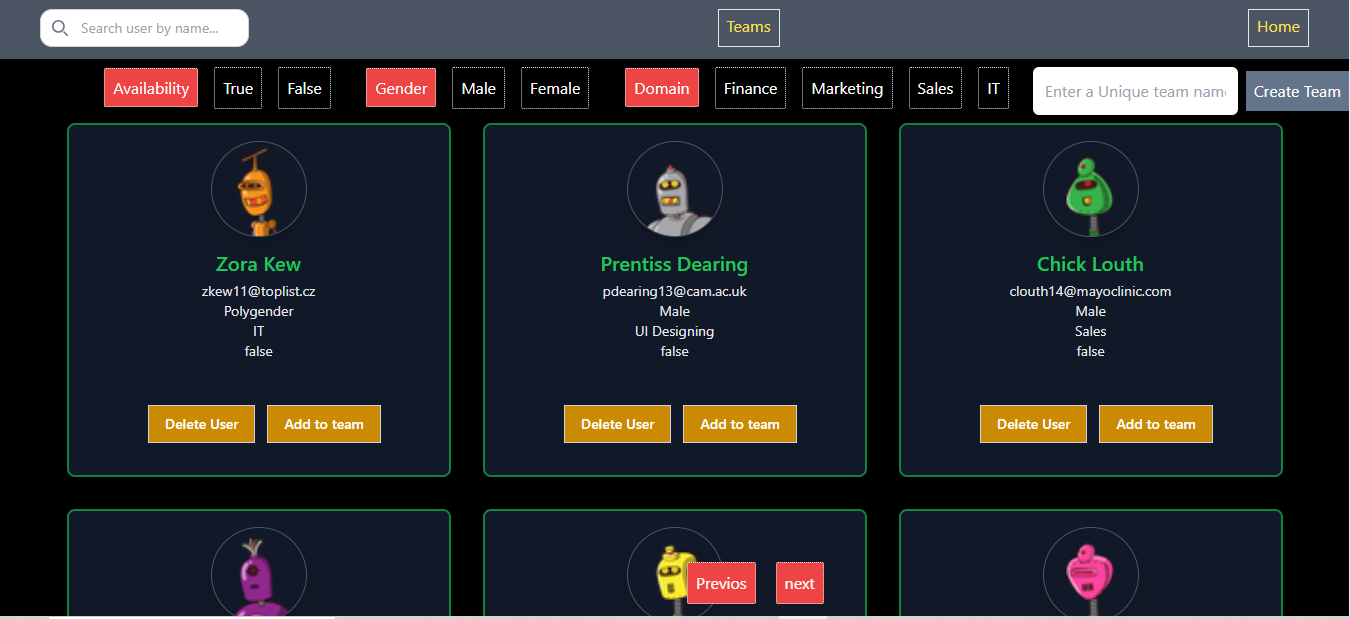 Search user by name...
Teams
Home
Availability True False Gender Male Female Domain Finance Marketing Sales IT Enter a Unique team name Create Team
Zora Kew
zkew11@toplist.cz
Polygender
IT
false
Delete User Add to team
Prentiss Dearing
pdearing13@cam.ac.uk
Male
UI Designing
false
Delete User Add to team
Chick Louth
clouth14@mayoclinic.com
Male
Sales
false
Delete User Add to team
Previos next